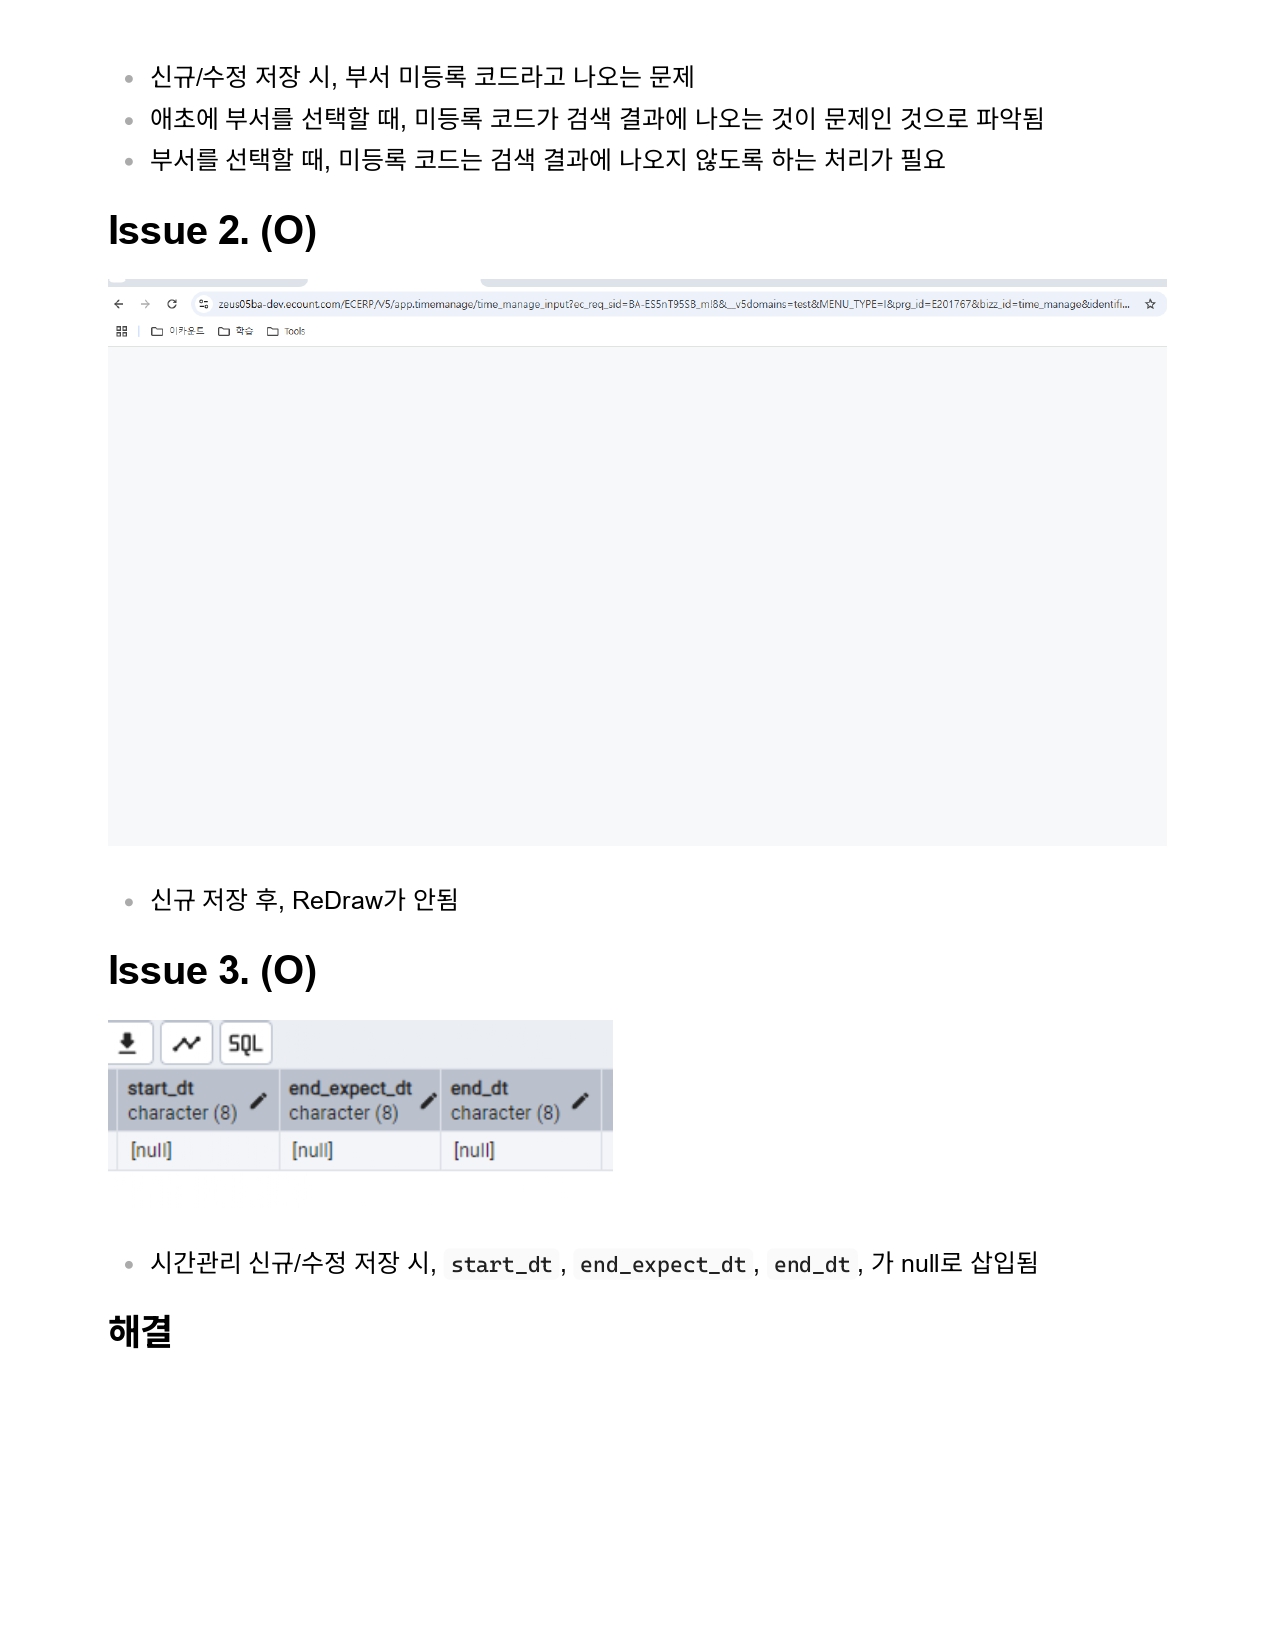 신규/수정 저장 시, 부서 미등록 코드라고 나오는 문제
애초에 부서를 선택할 때, 미등록 코드가 검색 결과에 나오는 것이 문제인 것으로 파악됨
부서를 선택할 때, 미등록 코드는 검색 결과에 나오지 않도록 하는 처리가 필요
Issue 2. (O)
zeus05ba-dev.ecount.com/ECERP/V5/app.timemanage/time_manage_input?ec_req_sid=BA-ES5nT95SB_mI8&__v5domains=test&MENU_TYPE=I&prg_id=E201767&bizz_id=time_manage&identifi...
이카운트 학습 Tools
신규 저장 후, ReDraw가 안됨
Issue 3. (O)
SQL
start_dt end_expect_dt end_dt
character (8) character (8) character (8)
[null] [null] [null]
시간관리 신규/수정 저장 시, start_dt, end_expect_dt, end_dt, 가 null로 삽입됨
해결